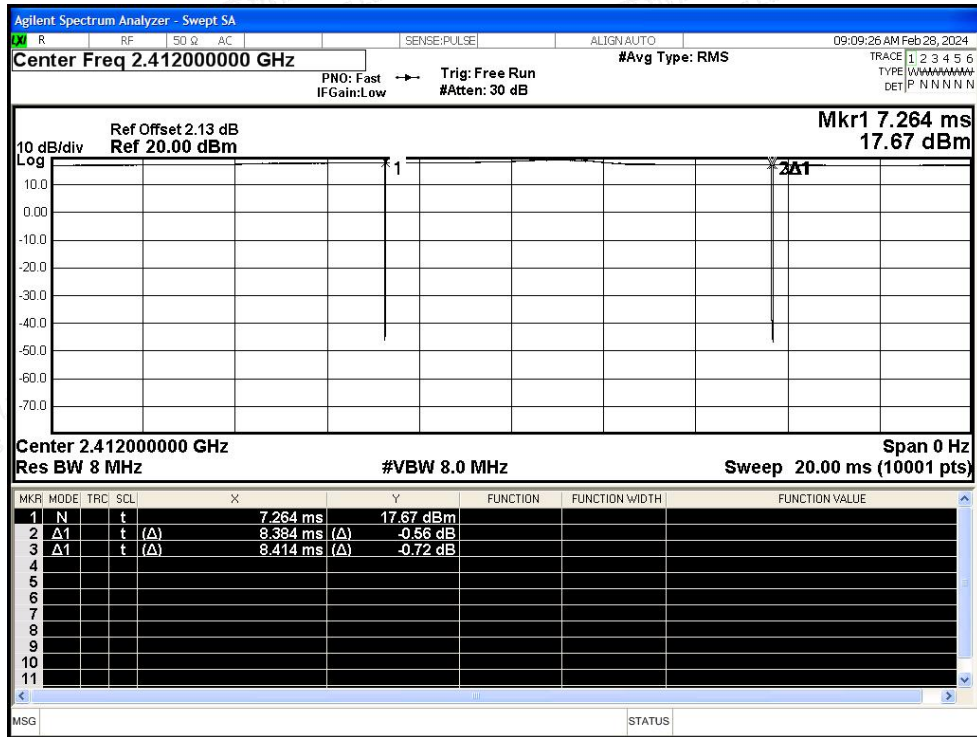 Agilent Spectrum Analyzer - Swept SA
LXI R RF 50 Ω AC SENSE:PULSE ALIGN AUTO 09:09:26 AM Feb 28, 2024
Center Freq 2.412000000 GHz #Avg Type: RMS TRACE 1 2 3 4 5 6
PNO: Fast Trig: Free Run TYPE WWWWWW
IFGain:Low #Atten: 30 dB DET P N N N N N
Mkr1 7.264 ms
Ref Offset 2.13 dB
10 dB/div Ref 20.00 dBm 17.67 dBm
Log
1 2 3Δ1
10.0
0.00
-10.0
-20.0
-30.0
-40.0
-50.0
-60.0
-70.0
Center 2.412000000 GHz Span 0 Hz
Res BW 8 MHz #VBW 8.0 MHz Sweep 20.00 ms (10001 pts)
MKR MODE TRC SCL X Y FUNCTION FUNCTION WIDTH FUNCTION VALUE
1 N t 7.264 ms 17.67 dBm
2 Δ1 t (Δ) 8.384 ms (Δ) -0.56 dB
3 Δ1 t (Δ) 8.414 ms (Δ) -0.72 dB
4
5
6
7
8
9
10
11
MSG STATUS